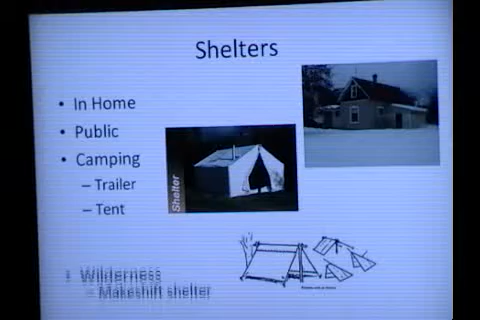 Shelters
• In Home
• Public
• Camping
– Trailer
– Tent
Shelter
• Wilderness
– Makeshift shelter